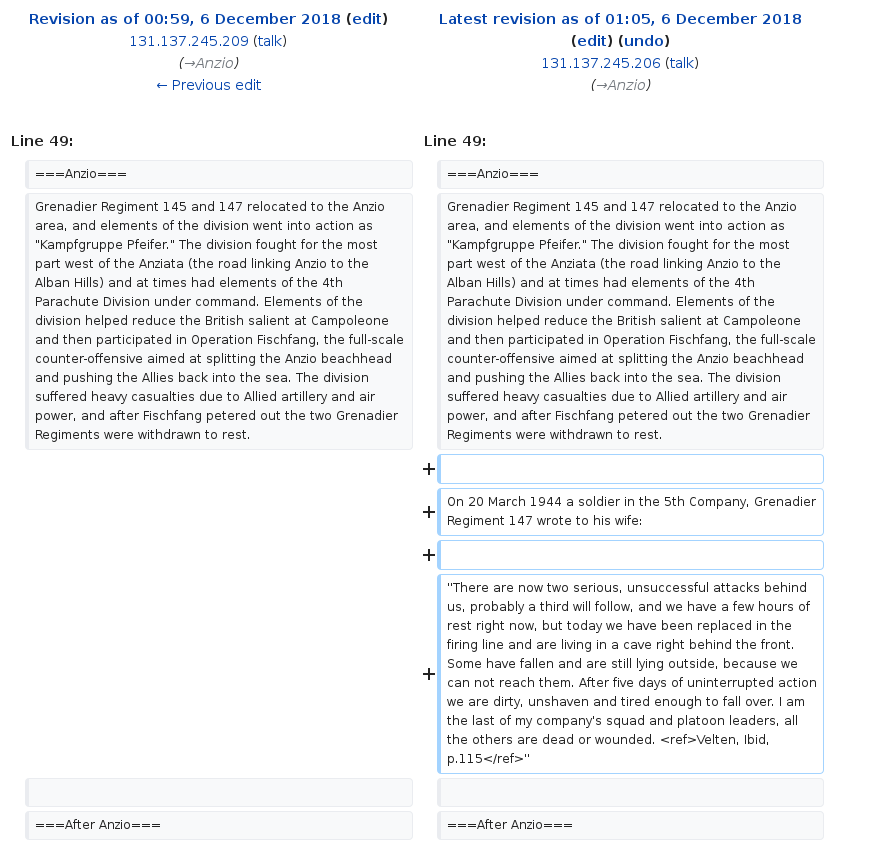 Revision as of 00:59, 6 December 2018 (edit)
131.137.245.209 (talk)
(→Anzio)
← Previous edit
Latest revision as of 01:05, 6 December 2018
(edit) (undo)
131.137.245.206 (talk)
(→Anzio)
Line 49:
Line 49:
===Anzio===
===Anzio===
Grenadier Regiment 145 and 147 relocated to the Anzio
area, and elements of the division went into action as
"Kampfgruppe Pfeifer." The division fought for the most
part west of the Anziata (the road linking Anzio to the
Alban Hills) and at times had elements of the 4th
Parachute Division under command. Elements of the
division helped reduce the British salient at Campoleone
and then participated in Operation Fischfang, the full-scale
counter-offensive aimed at splitting the Anzio beachhead
and pushing the Allies back into the sea. The division
suffered heavy casualties due to Allied artillery and air
power, and after Fischfang petered out the two Grenadier
Regiments were withdrawn to rest.
Grenadier Regiment 145 and 147 relocated to the Anzio
area, and elements of the division went into action as
"Kampfgruppe Pfeifer." The division fought for the most
part west of the Anziata (the road linking Anzio to the
Alban Hills) and at times had elements of the 4th
Parachute Division under command. Elements of the
division helped reduce the British salient at Campoleone
and then participated in Operation Fischfang, the full-scale
counter-offensive aimed at splitting the Anzio beachhead
and pushing the Allies back into the sea. The division
suffered heavy casualties due to Allied artillery and air
power, and after Fischfang petered out the two Grenadier
Regiments were withdrawn to rest.
+
+
On 20 March 1944 a soldier in the 5th Company, Grenadier
Regiment 147 wrote to his wife:
+
+
"There are now two serious, unsuccessful attacks behind
us, probably a third will follow, and we have a few hours of
rest right now, but today we have been replaced in the
firing line and are living in a cave right behind the front.
Some have fallen and are still lying outside, because we
can not reach them. After five days of uninterrupted action
we are dirty, unshaven and tired enough to fall over. I am
the last of my company's squad and platoon leaders, all
the others are dead or wounded. <ref>Velten, Ibid,
p.115</ref>"
===After Anzio===
===After Anzio===